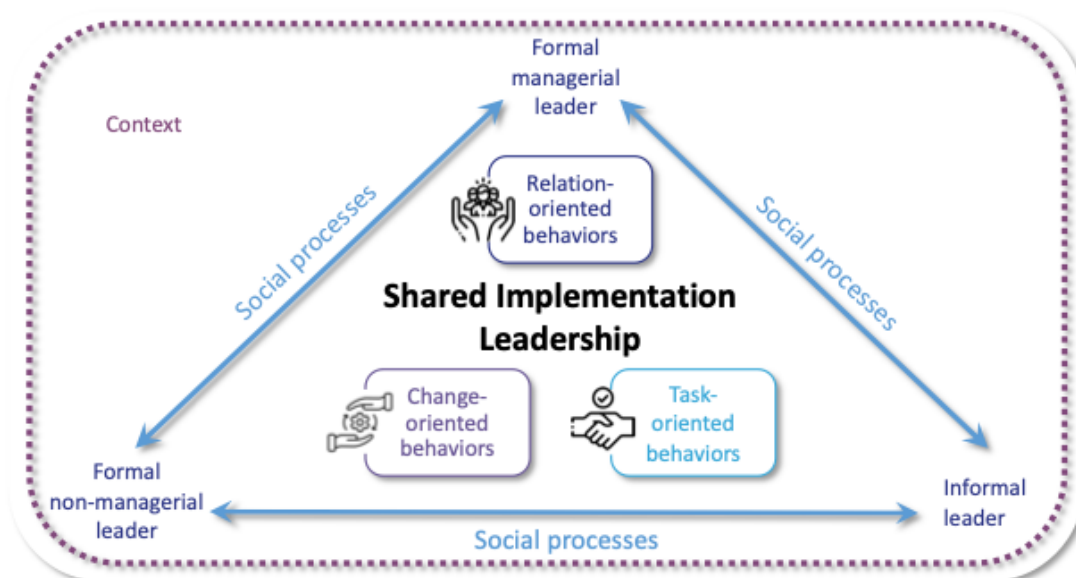 Formal
managerial
leader
Context
Relation-
oriented
behaviors
Social processes
Social processes
Shared Implementation
Leadership
Change-
oriented
behaviors
Task-
oriented
behaviors
Formal
non-managerial
leader
Informal
leader
Social processes